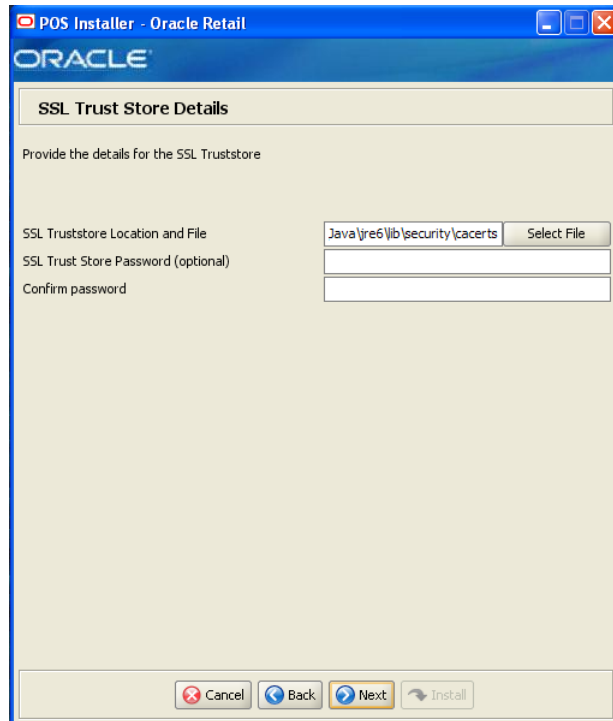 POS Installer - Oracle Retail
ORACLE
SSL Trust Store Details
Provide the details for the SSL Truststore
SSL Truststore Location and File Java\jre6\lib\security\cacerts Select File
SSL Trust Store Password (optional)
Confirm password
Cancel Back Next Install